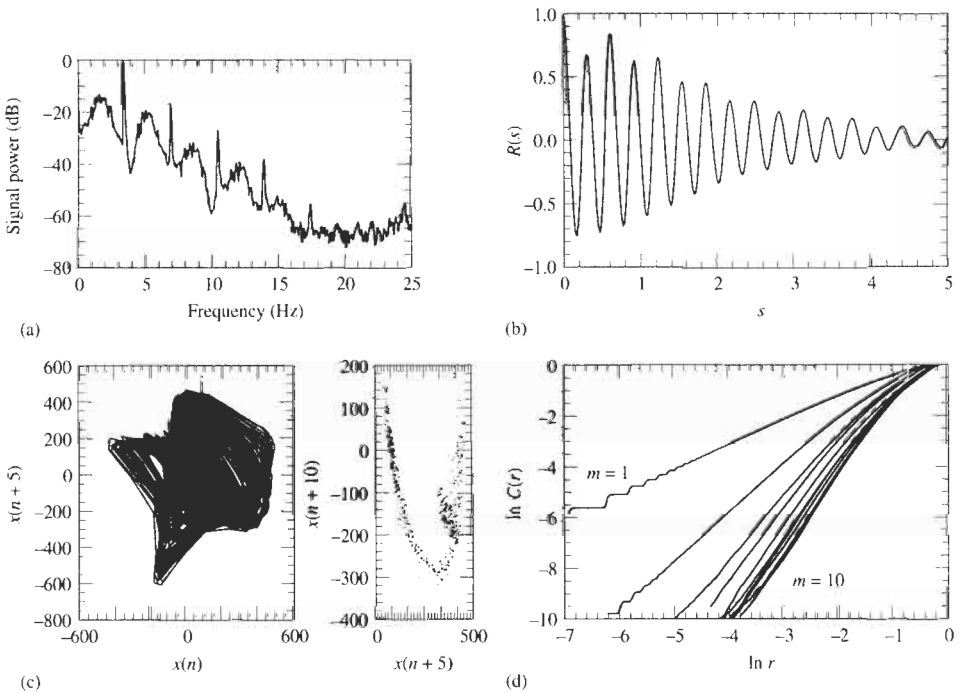 (a)
Signal power (dB)
0
−20
−40
−60
−80
0 5 10 15 20 25
Frequency (Hz)
(b)
R(s)
1.0
0.5
0.0
−0.5
−1.0
0 1 2 3 4 5
s
(c)
x(n + 5)
600
400
200
0
−200
−400
−600
−800
−600 0 600
x(n)
x(n + 10)
200
100
0
−100
−200
−300
−400
0 500
x(n + 5)
(d)
ln C(r)
0
−2
−4
−6
−8
−10
m = 1
m = 10
−7 −6 −5 −4 −3 −2 −1 0
ln r